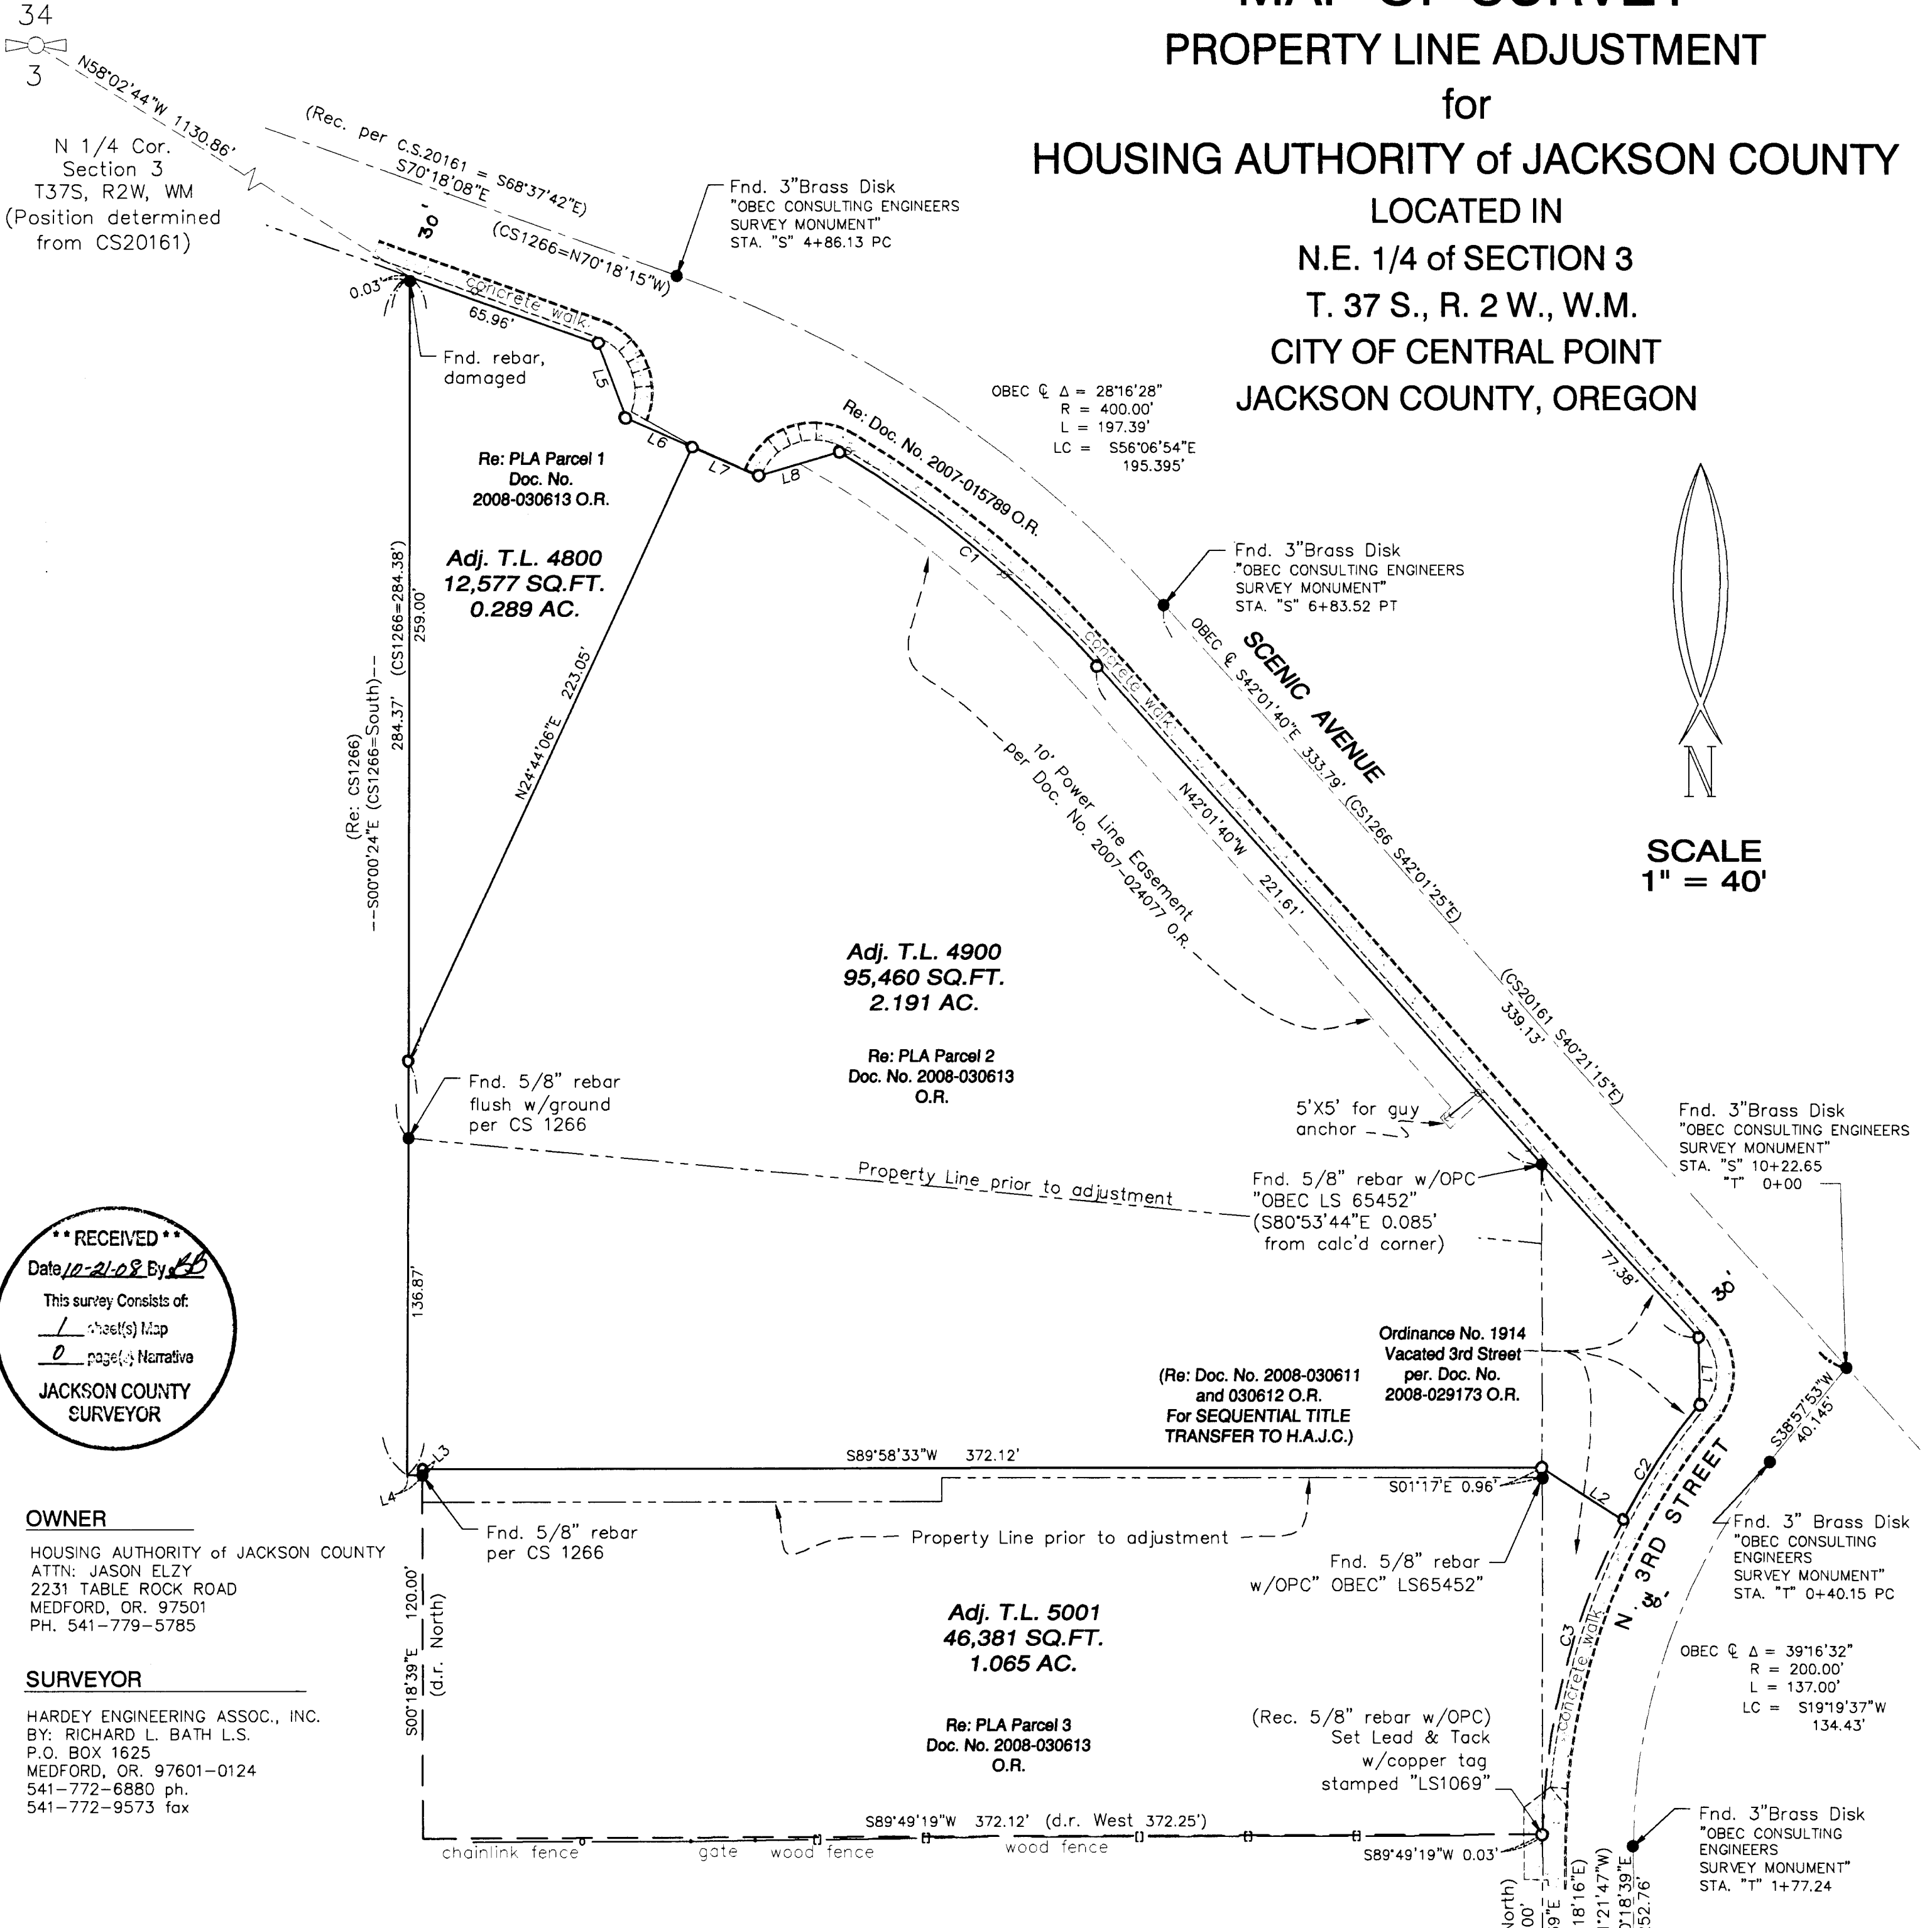 MAP OF SURVEY
PROPERTY LINE ADJUSTMENT
for
HOUSING AUTHORITY of JACKSON COUNTY
LOCATED IN
N.E. 1/4 of SECTION 3
T. 37 S., R. 2 W., W.M.
CITY OF CENTRAL POINT
JACKSON COUNTY, OREGON
34
3
N58°02'44"W 1130.86'
N 1/4 Cor.
Section 3
T37S, R2W, WM
(Position determined
from CS20161)
(Rec. per C.S.20161 = S68°37'42"E)
S70°18'08"E
(CS1266=N70°18'15"W)
30'
Fnd. 3"Brass Disk
"OBEC CONSULTING ENGINEERS
SURVEY MONUMENT"
STA. "S" 4+86.13 PC
0.03'
concrete walk
65.96'
Fnd. rebar,
damaged
L5
L6
L7
L8
Re: Doc. No. 2007-015789 O.R.
OBEC ℄ Δ = 28°16'28"
R = 400.00'
L = 197.39'
LC = S56°06'54"E
195.395'
Re: PLA Parcel 1
Doc. No.
2008-030613 O.R.
Adj. T.L. 4800
12,577 SQ.FT.
0.289 AC.
C1
Fnd. 3"Brass Disk
"OBEC CONSULTING ENGINEERS
SURVEY MONUMENT"
STA. "S" 6+83.52 PT
(Re: CS1266)
---S00°00'24"E (CS1266=South)---
284.37' (CS1266=284.38')
259.00'
N24°44'06"E 223.05'
concrete walk
SCENIC AVENUE
OBEC ℄ S42°01'40"E 333.79' (CS1266 S42°01'25"E)
10' Power Line Easement
per Doc. No. 2007-024077 O.R.
N42°01'40"W 221.61'
N
SCALE
1" = 40'
Adj. T.L. 4900
95,460 SQ.FT.
2.191 AC.
Re: PLA Parcel 2
Doc. No. 2008-030613
O.R.
(CS20161 S40°21'15"E)
339.13'
Fnd. 5/8" rebar
flush w/ground
per CS 1266
5'X5' for guy
anchor
Fnd. 3"Brass Disk
"OBEC CONSULTING ENGINEERS
SURVEY MONUMENT"
STA. "S" 10+22.65
"T" 0+00
Property Line prior to adjustment
Fnd. 5/8" rebar w/OPC
"OBEC LS 65452"
(S80°53'44"E 0.085'
from calc'd corner)
77.38'
30'
136.87'
** RECEIVED **
Date 10-21-08 By BB
This survey Consists of:
1 sheet(s) Map
0 page(s) Narrative
JACKSON COUNTY
SURVEYOR
Ordinance No. 1914
Vacated 3rd Street
per. Doc. No.
2008-029173 O.R.
(Re: Doc. No. 2008-030611
and 030612 O.R.
For SEQUENTIAL TITLE
TRANSFER TO H.A.J.C.)
L1
S38°57'53"W
40.145'
L3
L4
S89°58'33"W 372.12'
S01°17'E 0.96'
L2
C2
N. 3RD STREET
30'
Fnd. 5/8" rebar
per CS 1266
Property Line prior to adjustment
Fnd. 5/8" rebar
w/OPC" OBEC" LS65452"
Fnd. 3" Brass Disk
"OBEC CONSULTING
ENGINEERS
SURVEY MONUMENT"
STA. "T" 0+40.15 PC
OWNER
HOUSING AUTHORITY of JACKSON COUNTY
ATTN: JASON ELZY
2231 TABLE ROCK ROAD
MEDFORD, OR. 97501
PH. 541-779-5785
SURVEYOR
HARDEY ENGINEERING ASSOC., INC.
BY: RICHARD L. BATH L.S.
P.O. BOX 1625
MEDFORD, OR. 97601-0124
541-772-6880 ph.
541-772-9573 fax
S00°18'39"E 120.00'
(d.r. North)
Adj. T.L. 5001
46,381 SQ.FT.
1.065 AC.
Re: PLA Parcel 3
Doc. No. 2008-030613
O.R.
C3
concrete walk
OBEC ℄ Δ = 39°16'32"
R = 200.00'
L = 137.00'
LC = S19°19'37"W
134.43'
(Rec. 5/8" rebar w/OPC)
Set Lead & Tack
w/copper tag
stamped "LS1069"
S89°49'19"W 372.12' (d.r. West 372.25')
chainlink fence
gate
wood fence
wood fence
S89°49'19"W 0.03'
Fnd. 3"Brass Disk
"OBEC CONSULTING
ENGINEERS
SURVEY MONUMENT"
STA. "T" 1+77.24
North)
18'16"E)
°21'47"W)
°18'39"E
52.76'